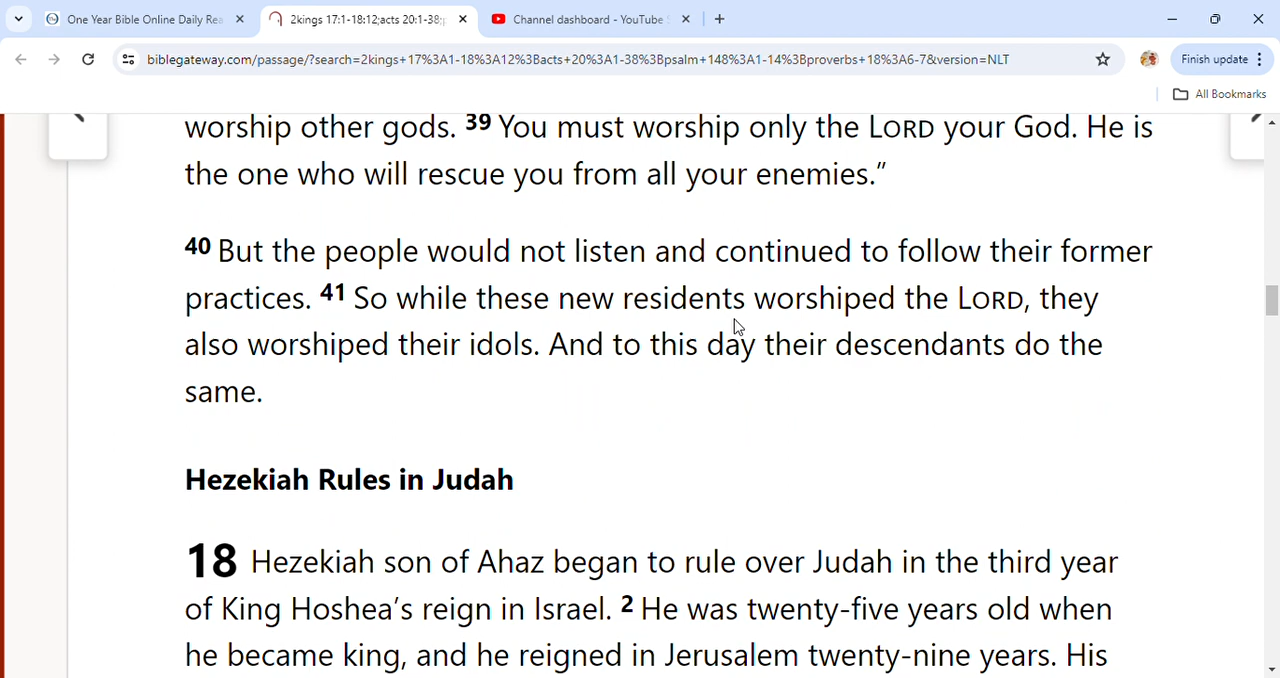 One Year Bible Online Daily Rea
2kings 17:1-18:12;acts 20:1-38;
Channel dashboard - YouTube
biblegateway.com/passage/?search=2kings+17%3A1-18%3A12%3Bacts+20%3A1-38%3Bpsalm+148%3A1-14%3Bproverbs+18%3A6-7&version=NLT
Finish update
All Bookmarks
worship other gods. 39 You must worship only the LORD your God. He is
the one who will rescue you from all your enemies.”
40 But the people would not listen and continued to follow their former
practices. 41 So while these new residents worshiped the LORD, they
also worshiped their idols. And to this day their descendants do the
same.
Hezekiah Rules in Judah
18 Hezekiah son of Ahaz began to rule over Judah in the third year
of King Hoshea’s reign in Israel. 2 He was twenty-five years old when
he became king, and he reigned in Jerusalem twenty-nine years. His